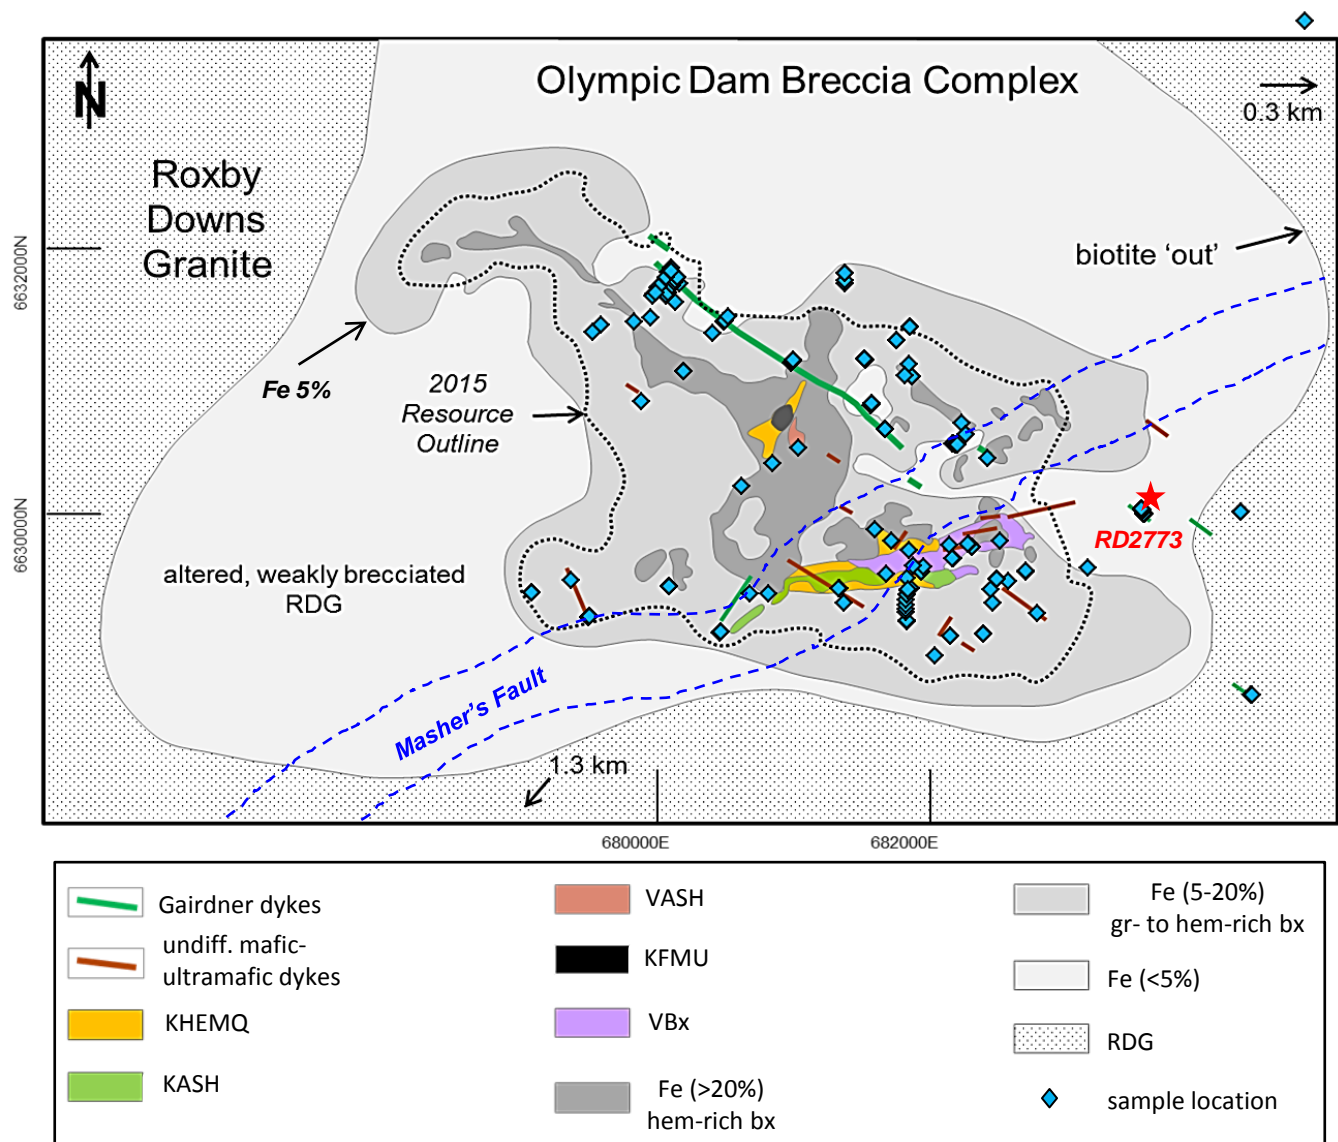 Olympic Dam Breccia Complex
N
0.3 km
Roxby
Downs
Granite
6632000N
biotite 'out'
Fe 5%
2015
Resource
Outline
RD2773
6630000N
altered, weakly brecciated
RDG
Masher's Fault
1.3 km
680000E
682000E
Gairdner dykes
undiff. mafic-
ultramafic dykes
KHEMQ
KASH
VASH
KFMU
VBx
Fe (>20%)
hem-rich bx
Fe (5-20%)
gr- to hem-rich bx
Fe (<5%)
RDG
sample location